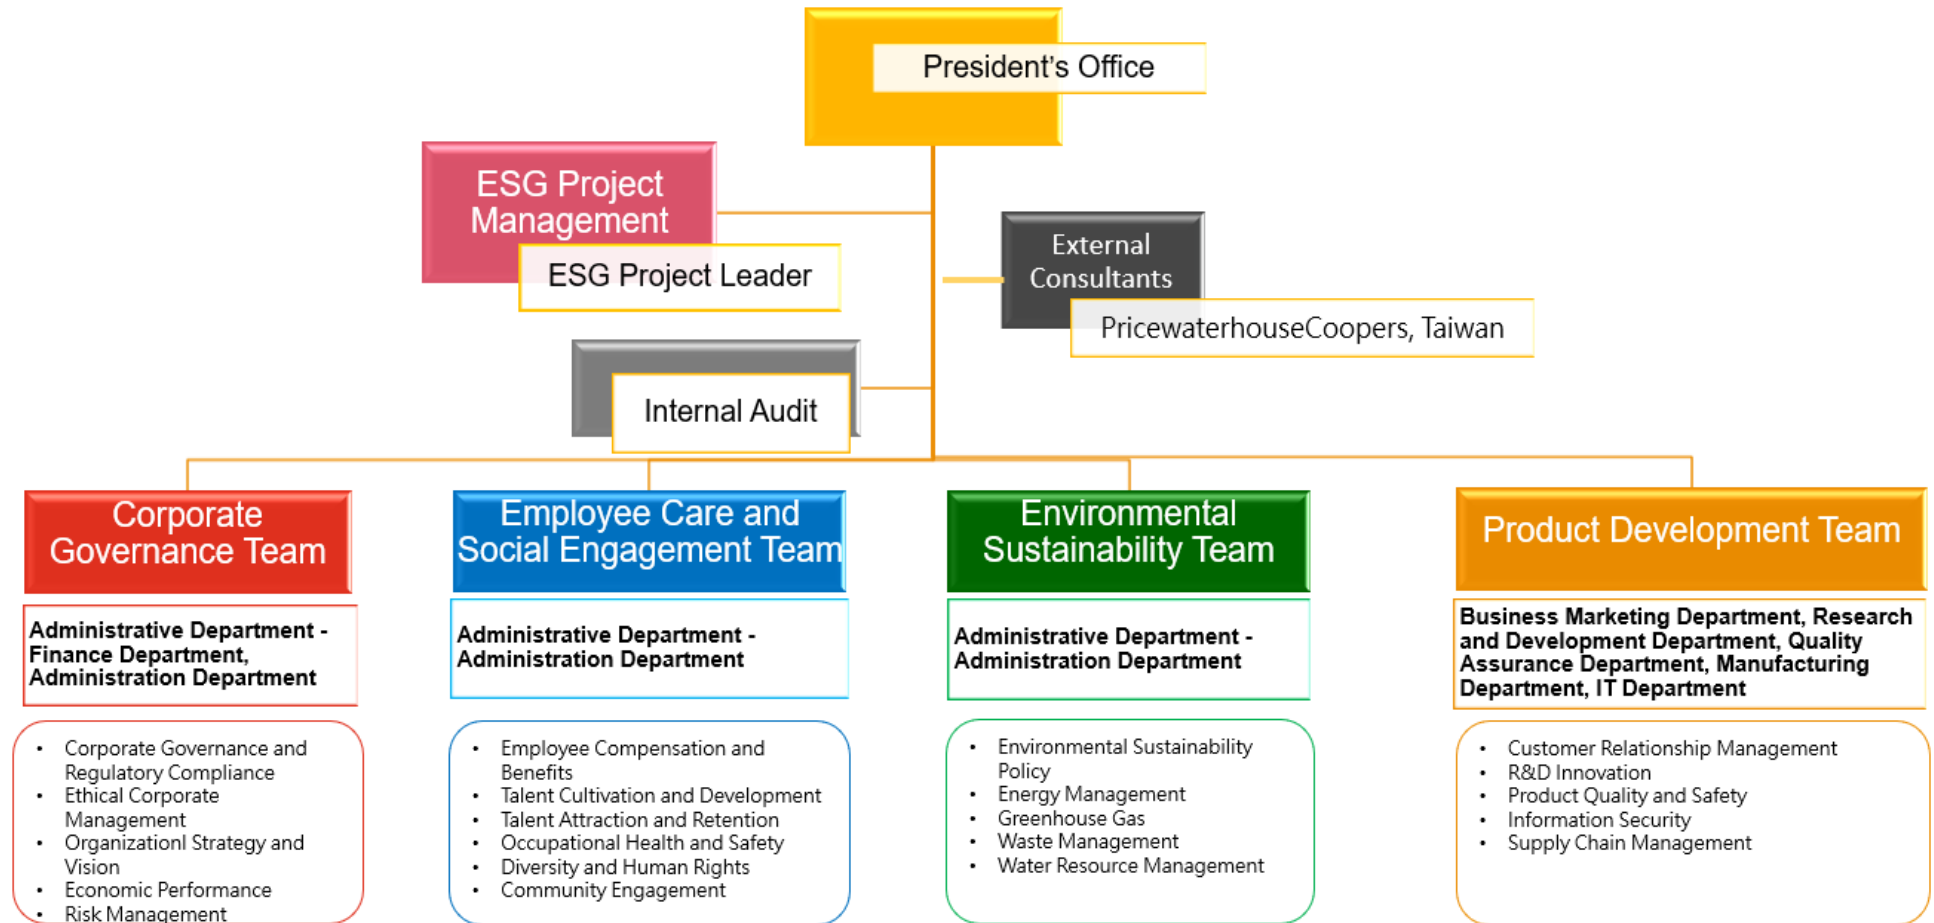 President's Office
ESG Project
Management
ESG Project Leader
External
Consultants
PricewaterhouseCoopers, Taiwan
Internal Audit
Corporate
Governance Team
Administrative Department -
Finance Department,
Administration Department
• Corporate Governance and
Regulatory Compliance
• Ethical Corporate
Management
• Organizationl Strategy and
Vision
• Economic Performance
• Risk Management
Employee Care and
Social Engagement Team
Administrative Department -
Administration Department
• Employee Compensation and
Benefits
• Talent Cultivation and Development
• Talent Attraction and Retention
• Occupational Health and Safety
• Diversity and Human Rights
• Community Engagement
Environmental
Sustainability Team
Administrative Department -
Administration Department
• Environmental Sustainability
Policy
• Energy Management
• Greenhouse Gas
• Waste Management
• Water Resource Management
Product Development Team
Business Marketing Department, Research
and Development Department, Quality
Assurance Department, Manufacturing
Department, IT Department
• Customer Relationship Management
• R&D Innovation
• Product Quality and Safety
• Information Security
• Supply Chain Management